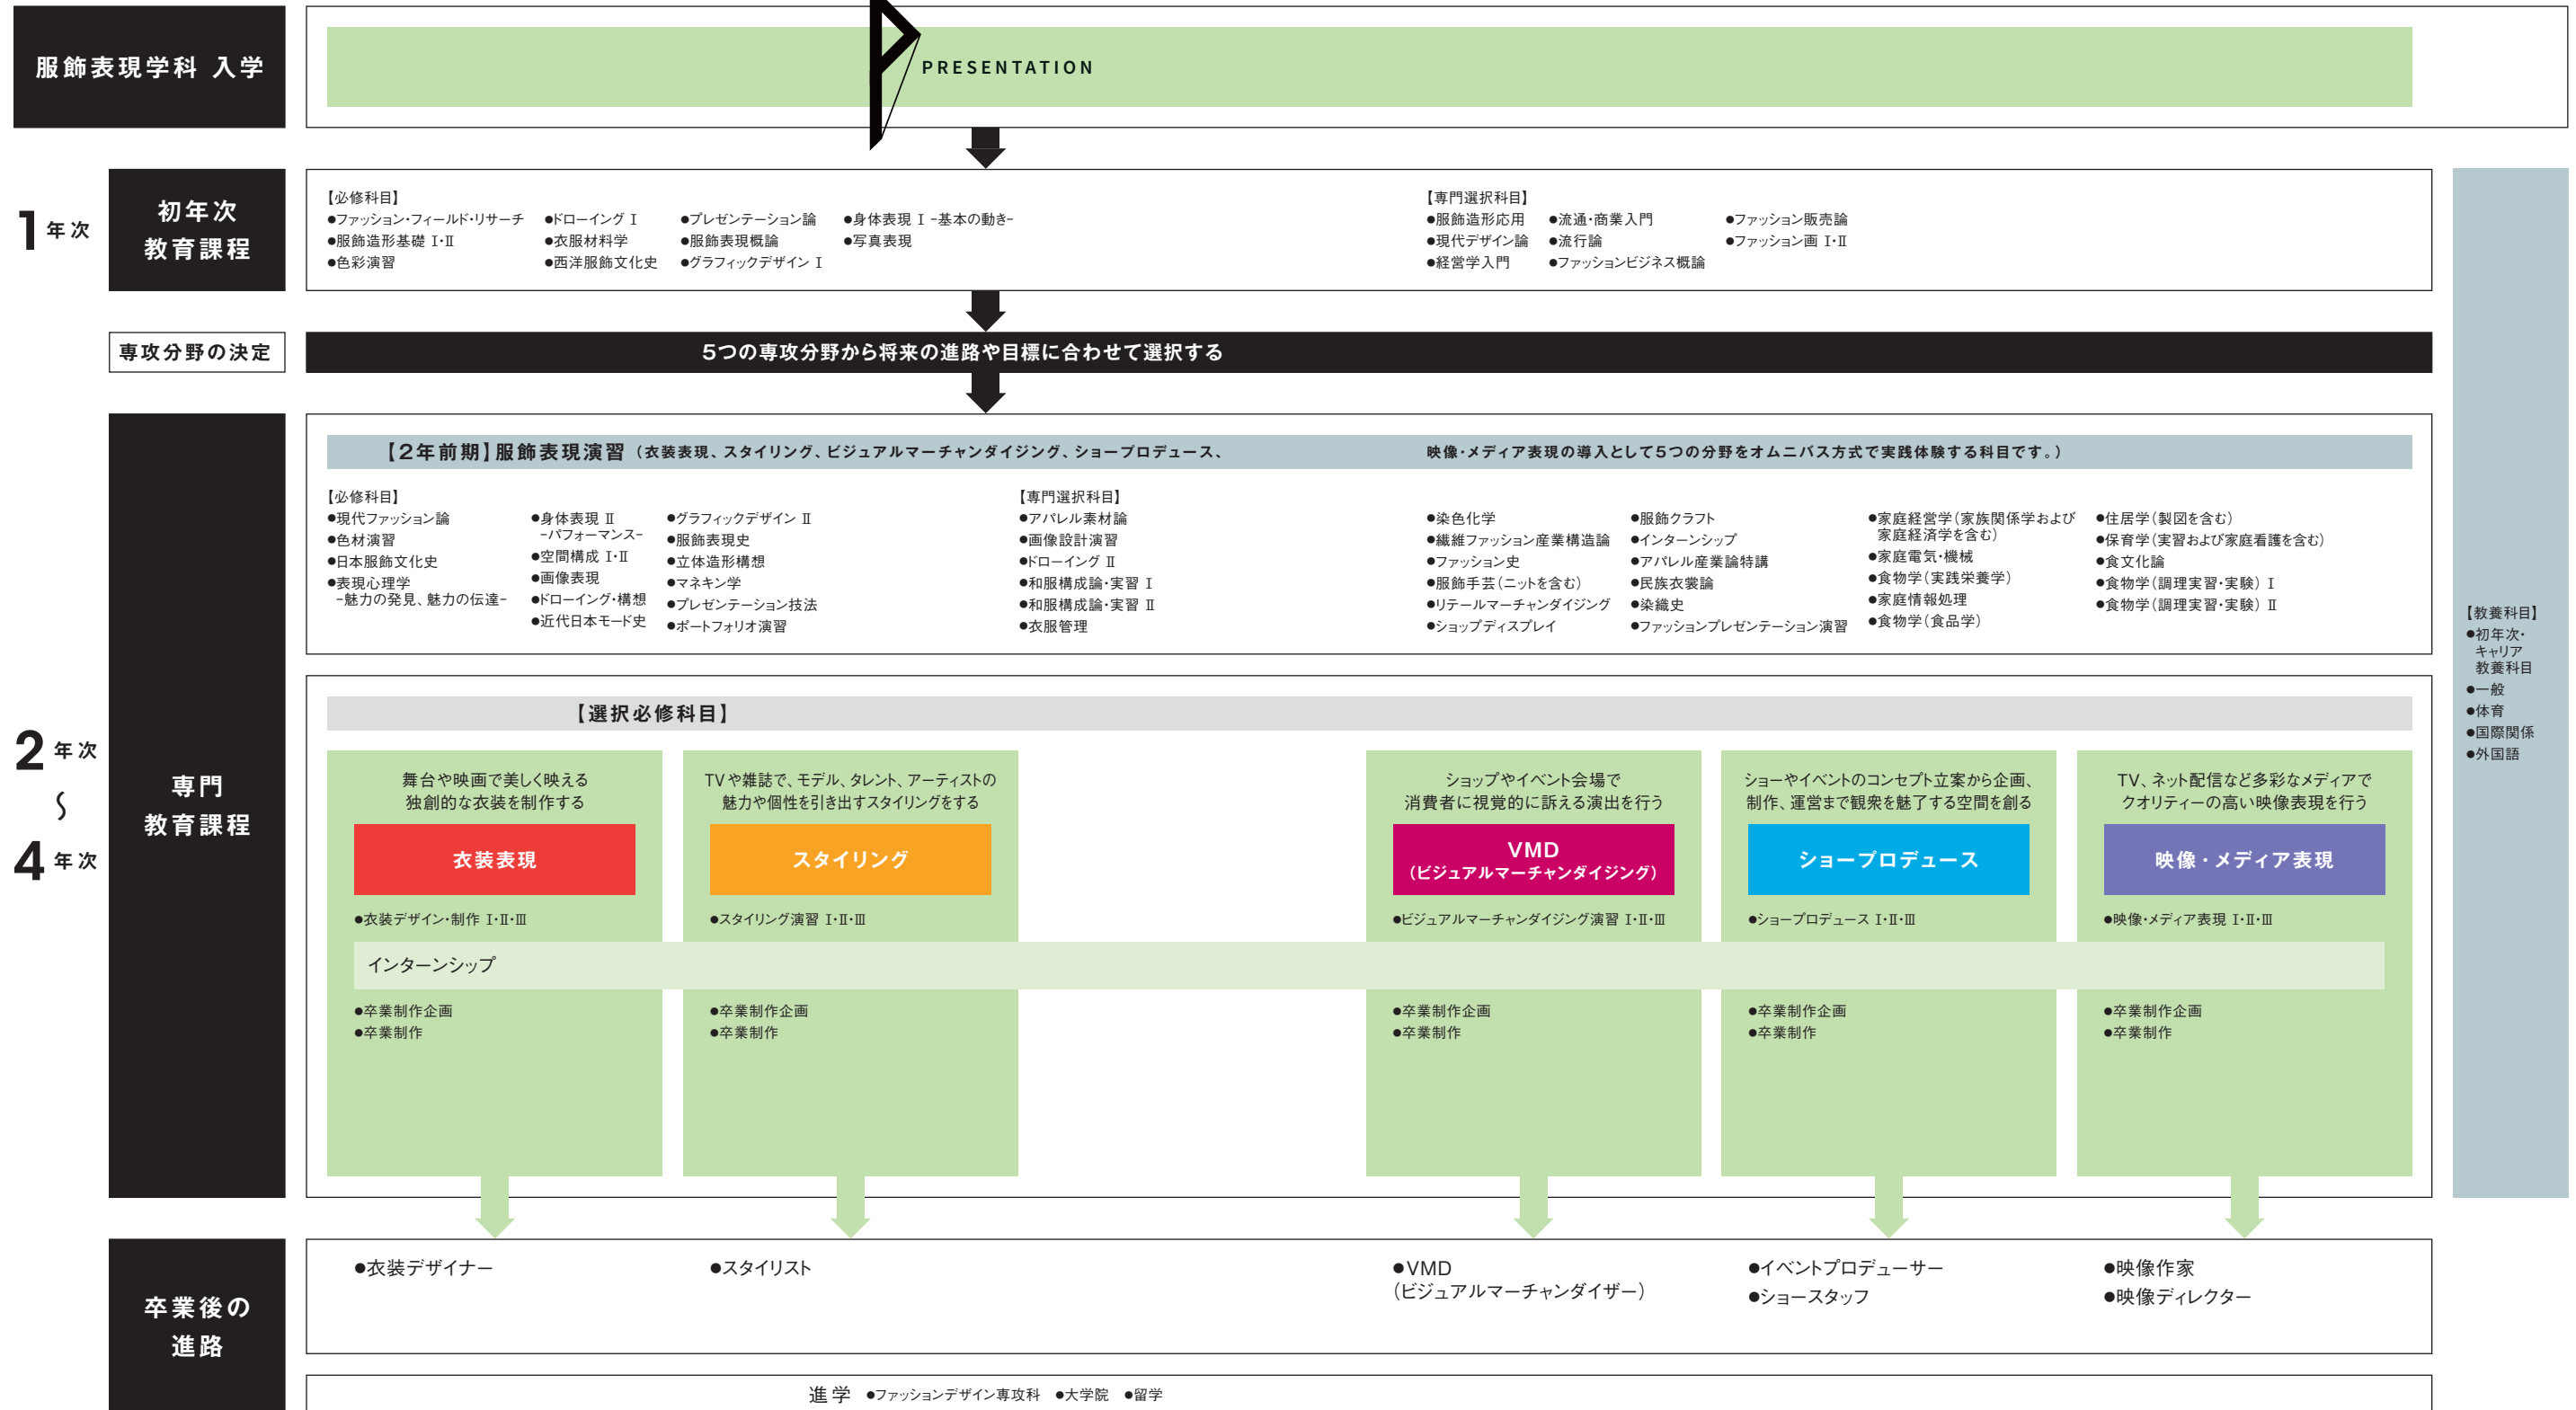 服飾表現学科 入学
PRESENTATION
1年次
初年次
教育課程
【必修科目】
●ファッション・フィールド・リサーチ
●服飾造形基礎 Ⅰ・Ⅱ
●色彩演習
●ドローイング Ⅰ
●衣服材料学
●西洋服飾文化史
●プレゼンテーション論
●服飾表現概論
●グラフィックデザイン Ⅰ
●身体表現 Ⅰ -基本の動き-
●写真表現
【専門選択科目】
●服飾造形応用
●現代デザイン論
●経営学入門
●流通・商業入門
●流行論
●ファッションビジネス概論
●ファッション販売論
●ファッション画 Ⅰ・Ⅱ
専攻分野の決定
5つの専攻分野から将来の進路や目標に合わせて選択する
2年次
〜
4年次
専門
教育課程
【2年前期】服飾表現演習（衣装表現、スタイリング、ビジュアルマーチャンダイジング、ショープロデュース、
映像・メディア表現の導入として5つの分野をオムニバス方式で実践体験する科目です。）
【必修科目】
●現代ファッション論
●色材演習
●日本服飾文化史
●表現心理学
-魅力の発見、魅力の伝達-
●身体表現 Ⅱ
-パフォーマンス-
●空間構成 Ⅰ・Ⅱ
●画像表現
●ドローイング・構想
●近代日本モード史
●グラフィックデザイン Ⅱ
●服飾表現史
●立体造形構想
●マネキン学
●プレゼンテーション技法
●ポートフォリオ演習
【専門選択科目】
●アパレル素材論
●画像設計演習
●ドローイング Ⅱ
●和服構成論・実習 Ⅰ
●和服構成論・実習 Ⅱ
●衣服管理
●染色化学
●繊維ファッション産業構造論
●ファッション史
●服飾手芸（ニットを含む）
●リテールマーチャンダイジング
●ショップディスプレイ
●服飾クラフト
●インターンシップ
●アパレル産業論特講
●民族衣裳論
●染織史
●ファッションプレゼンテーション演習
●家庭経営学（家族関係学および
家庭経済学を含む）
●家庭電気・機械
●食物学（実践栄養学）
●家庭情報処理
●食物学（食品学）
●住居学（製図を含む）
●保育学（実習および家庭看護を含む）
●食文化論
●食物学（調理実習・実験） Ⅰ
●食物学（調理実習・実験） Ⅱ
【選択必修科目】
舞台や映画で美しく映える
独創的な衣装を制作する
衣装表現
●衣装デザイン・制作 Ⅰ・Ⅱ・Ⅲ
TVや雑誌で、モデル、タレント、アーティストの
魅力や個性を引き出すスタイリングをする
スタイリング
●スタイリング演習 Ⅰ・Ⅱ・Ⅲ
ショップやイベント会場で
消費者に視覚的に訴える演出を行う
VMD
（ビジュアルマーチャンダイジング）
●ビジュアルマーチャンダイジング演習 Ⅰ・Ⅱ・Ⅲ
ショーやイベントのコンセプト立案から企画、
制作、運営まで観衆を魅了する空間を創る
ショープロデュース
●ショープロデュース Ⅰ・Ⅱ・Ⅲ
TV、ネット配信など多彩なメディアで
クオリティーの高い映像表現を行う
映像・メディア表現
●映像・メディア表現 Ⅰ・Ⅱ・Ⅲ
インターンシップ
●卒業制作企画
●卒業制作
●卒業制作企画
●卒業制作
●卒業制作企画
●卒業制作
●卒業制作企画
●卒業制作
●卒業制作企画
●卒業制作
【教養科目】
●初年次・
キャリア
教養科目
●一般
●体育
●国際関係
●外国語
卒業後の
進路
●衣装デザイナー
●スタイリスト
●VMD
（ビジュアルマーチャンダイザー）
●イベントプロデューサー
●ショースタッフ
●映像作家
●映像ディレクター
進学 ●ファッションデザイン専攻科 ●大学院 ●留学